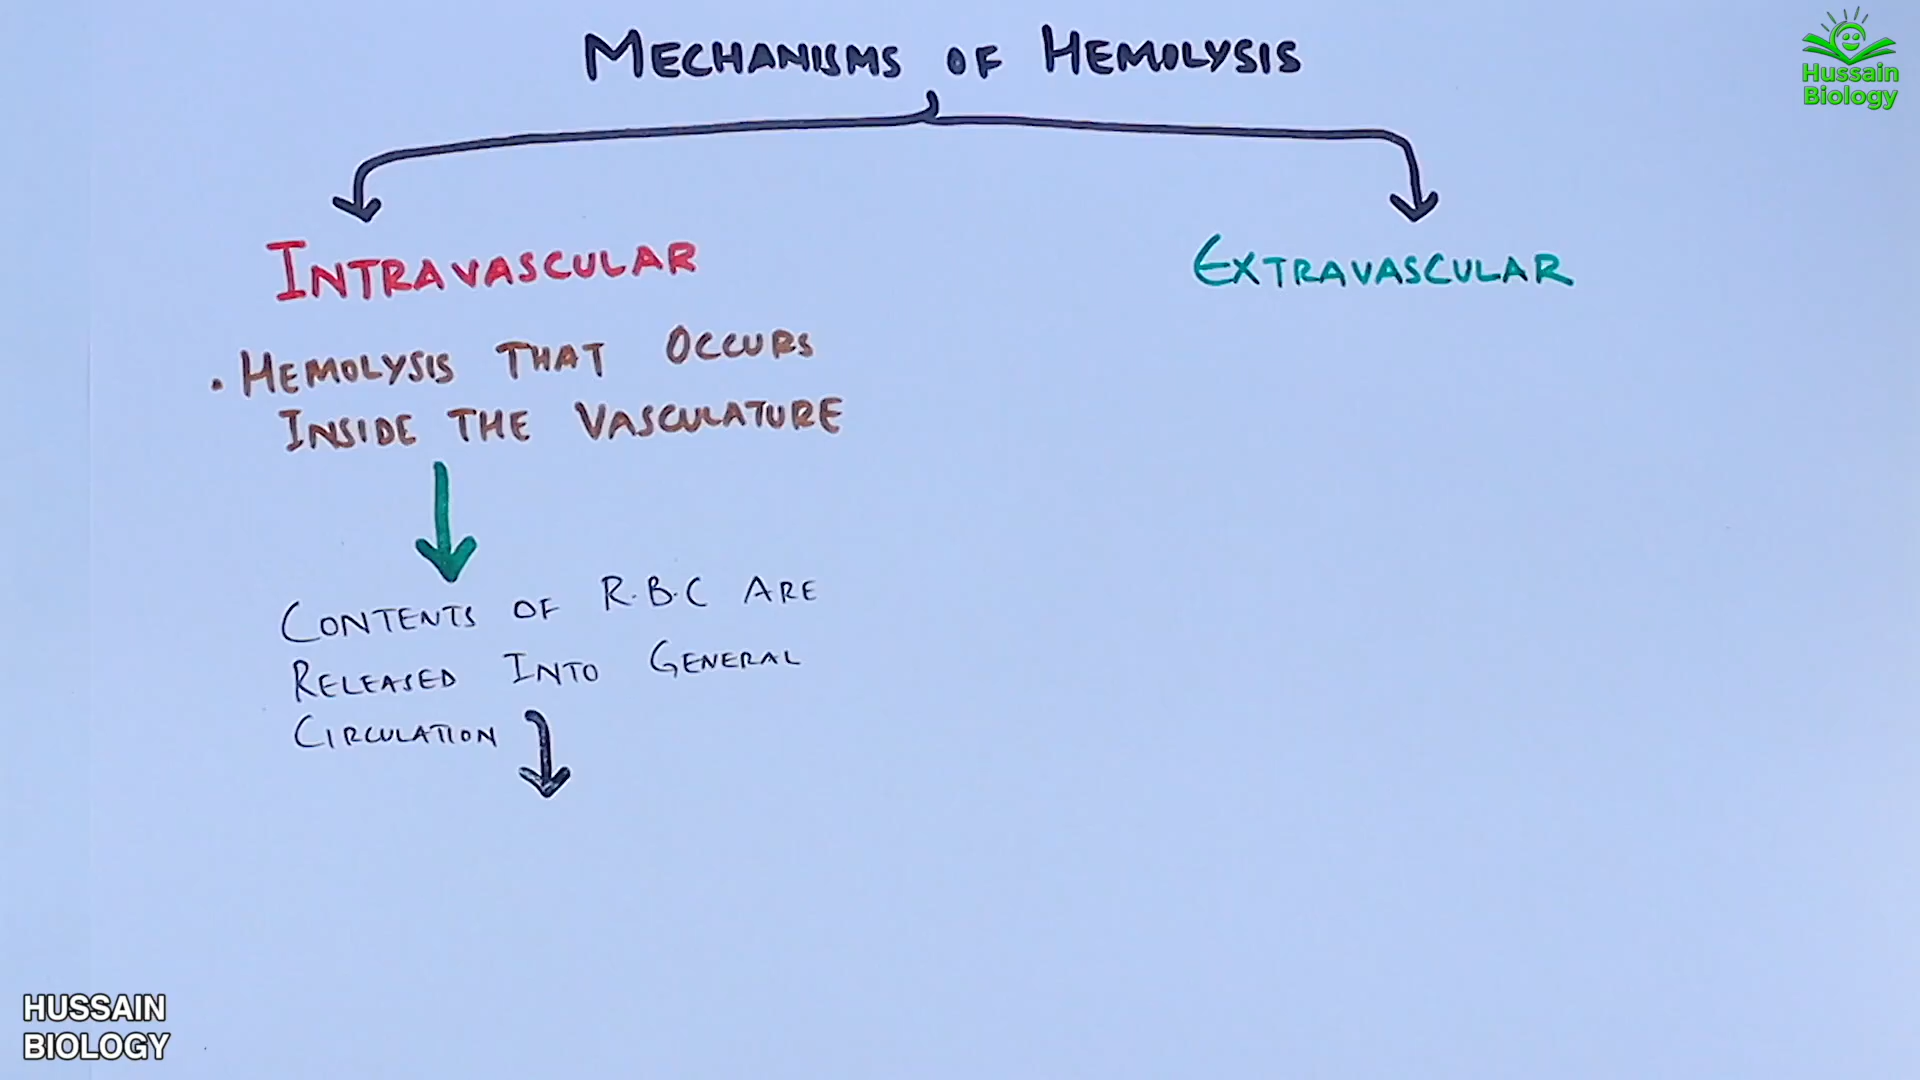 MECHANISMS OF HEMOLYSIS
Hussain
Biology
INTRAVASCULAR
EXTRAVASCULAR
. HEMOLYSIS THAT OCCURS
INSIDE THE VASCULATURE
CONTENTS OF R.B.C ARE
RELEASED INTO GENERAL
CIRCULATION
HUSSAIN
BIOLOGY